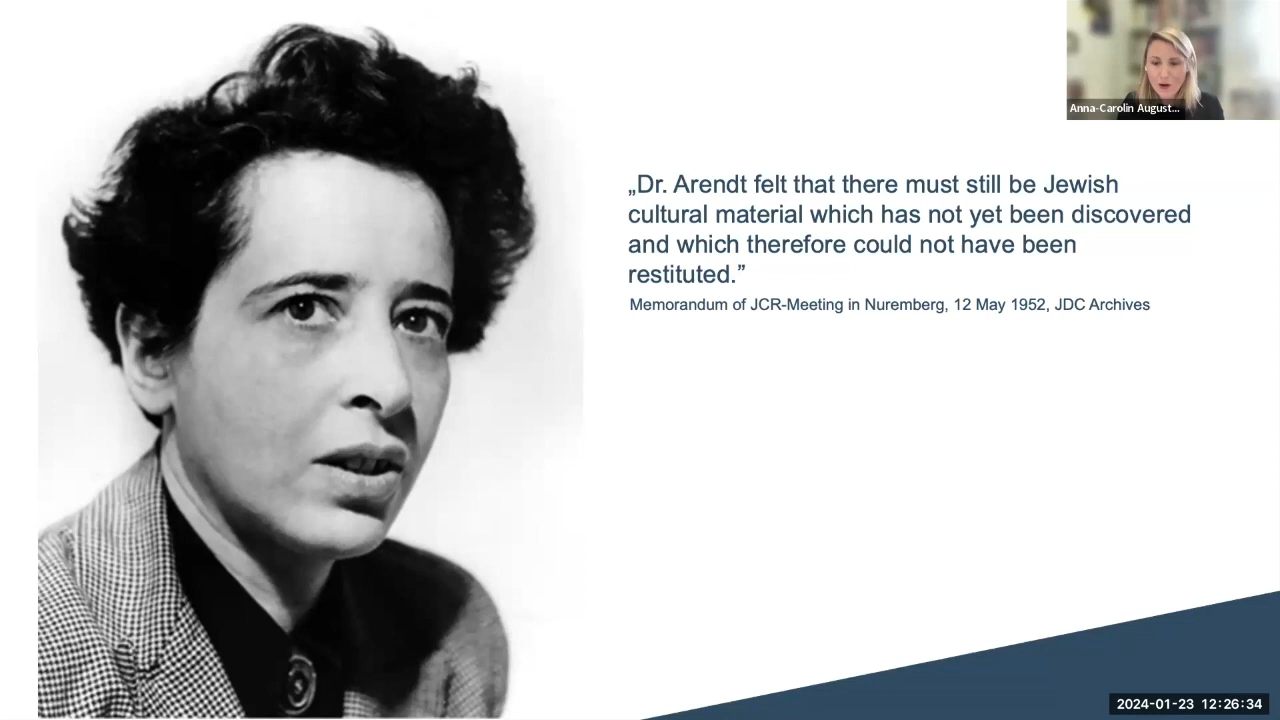 Anna-Carolin August...
„Dr. Arendt felt that there must still be Jewish
cultural material which has not yet been discovered
and which therefore could not have been
restituted.”
Memorandum of JCR-Meeting in Nuremberg, 12 May 1952, JDC Archives
2024-01-23 12:26:34